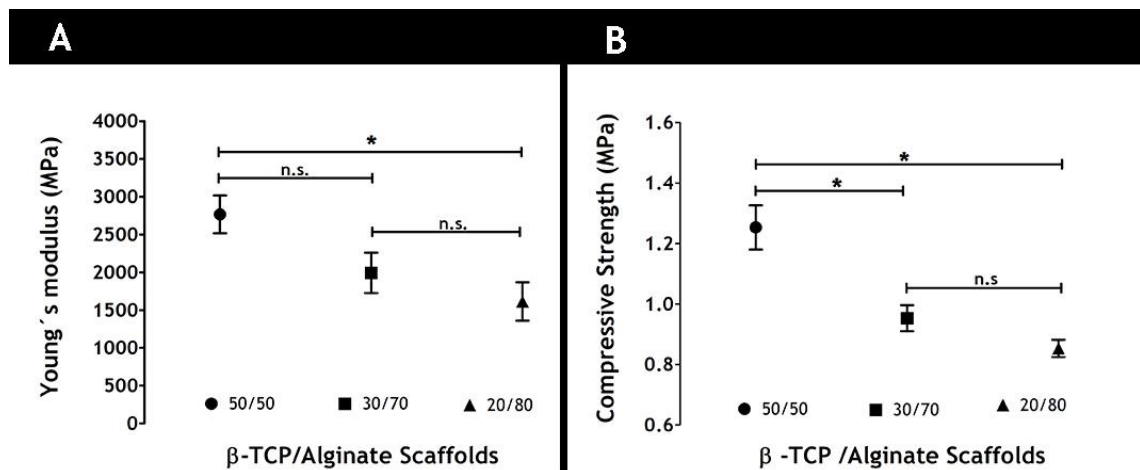 A
B
Young´s modulus (MPa)
4000
3500
3000
2500
2000
1500
1000
500
0
*
n.s.
n.s.
50/50
30/70
20/80
β-TCP/Alginate Scaffolds
Compressive Strength (MPa)
1.6
1.4
1.2
1.0
0.8
0.6
*
*
n.s
50/50
30/70
20/80
β -TCP /Alginate Scaffolds